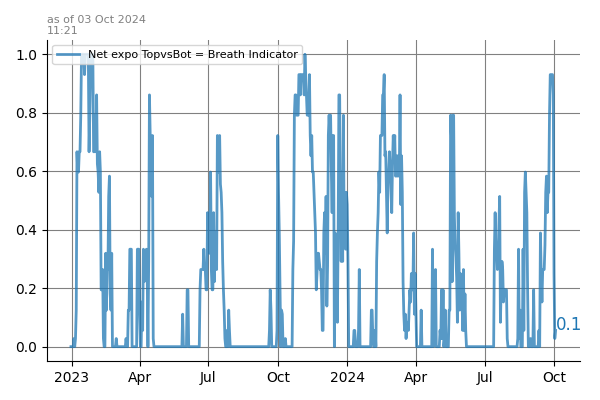 as of 03 Oct 2024
11:21
Net expo TopvsBot = Breath Indicator
1.0
0.8
0.6
0.4
0.2
0.0
0.1
2023 Apr Jul Oct 2024 Apr Jul Oct